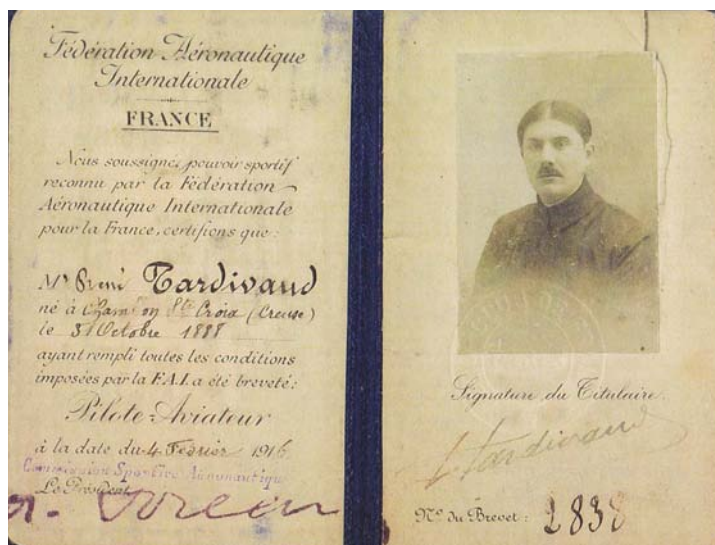 Fédération Aéronautique
Internationale
FRANCE
Nous soussignés, pouvoir sportif
reconnu par la Fédération
Aéronautique Internationale
pour la France, certifions que:
Mr René Tardivaud
né à Chambon Ste Croix (Creuse)
le 31 Octobre 1888
ayant rempli toutes les conditions
imposées par la F.A.I. a été breveté:
Pilote-Aviateur
à la date du 4 Février 1916
Commission Sportive Aéronautique
Le Président
Signature du Titulaire.
Tardivaud
No du Brevet: 2838